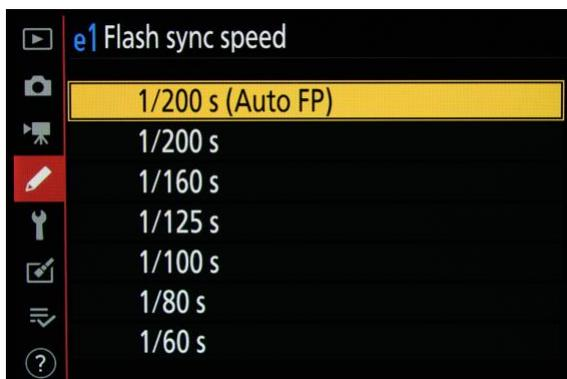 e1 Flash sync speed
1/200 s (Auto FP)
1/200 s
1/160 s
1/125 s
1/100 s
1/80 s
1/60 s
?